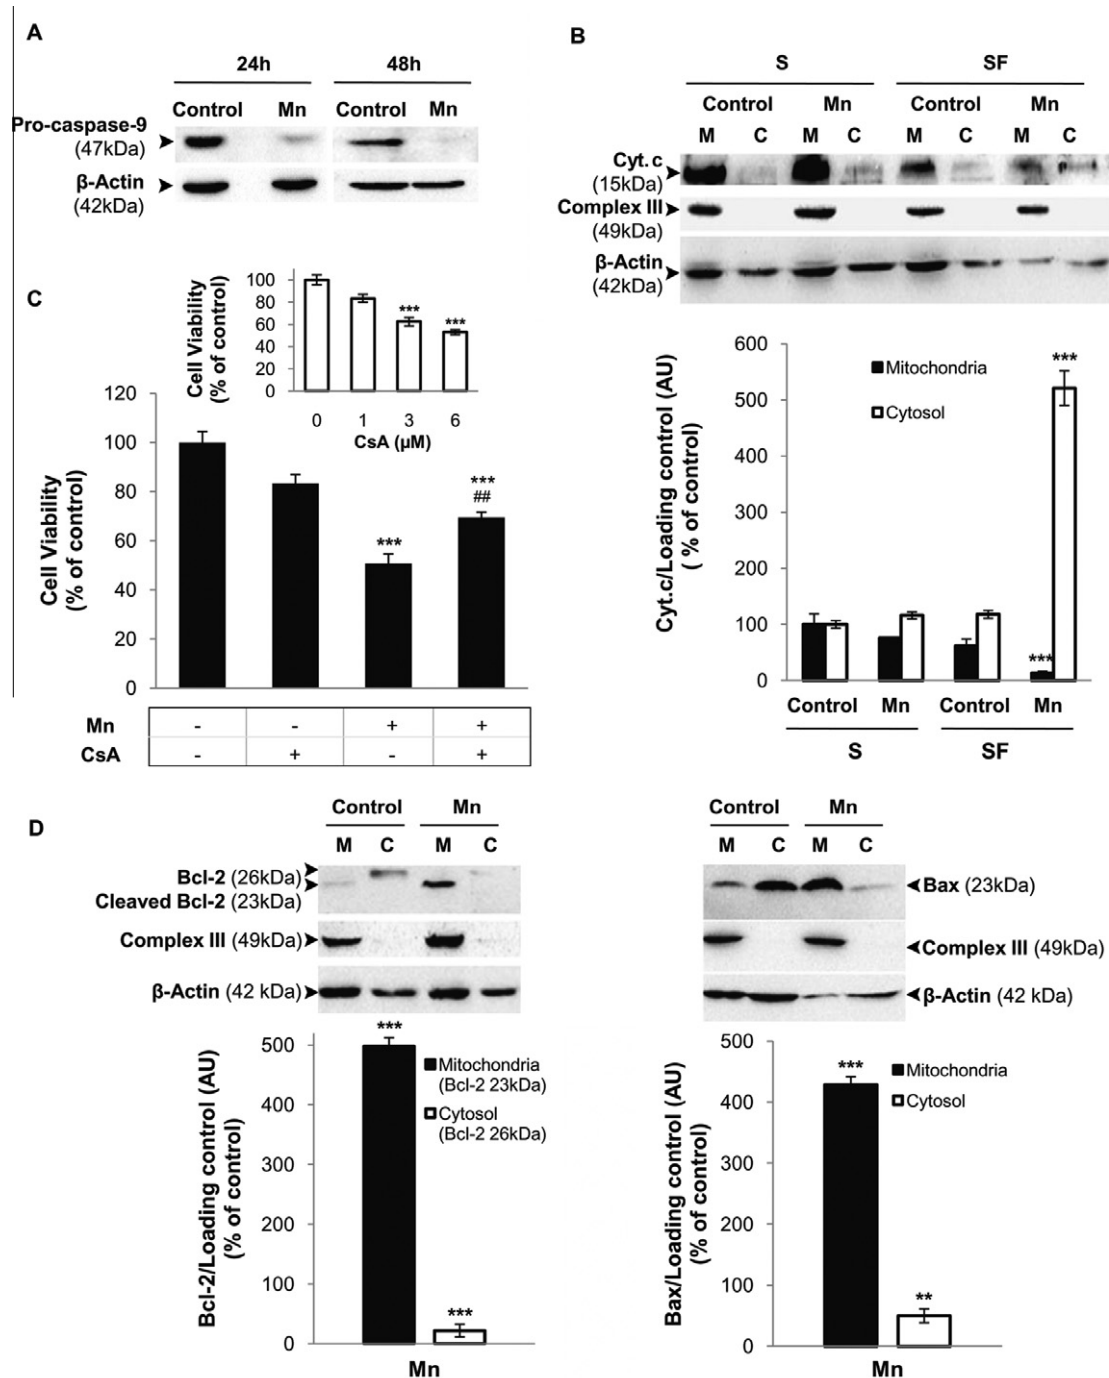 A
24h 48h
Control Mn Control Mn
Pro-caspase-9
(47kDa)
β-Actin
(42kDa)
B
S SF
Control Mn Control Mn
M C M C M C M C
Cyt.c
(15kDa)
Complex III
(49kDa)
β-Actin
(42kDa)
Cyt.c/Loading control (AU)
( % of control)
600
500
400
300
200
100
0
Mitochondria
Cytosol
***
***
Control Mn Control Mn
S SF
C
Cell Viability
(% of control)
100
80
60
40
20
0
*** ***
0 1 3 6
CsA (µM)
Cell Viability
(% of control)
120
100
80
60
40
20
0
***
***
##
Mn - - + +
CsA - + - +
D
Control Mn
M C M C
Bcl-2 (26kDa)
Cleaved Bcl-2 (23kDa)
Complex III (49kDa)
β-Actin (42 kDa)
Bcl-2/Loading control (AU)
(% of control)
500
400
300
200
100
0
***
***
Mitochondria
(Bcl-2 23kDa)
Cytosol
(Bcl-2 26kDa)
Mn
Control Mn
M C M C
Bax (23kDa)
Complex III (49kDa)
β-Actin (42 kDa)
Bax/Loading control (AU)
(% of control)
500
400
300
200
100
0
***
**
Mitochondria
Cytosol
Mn